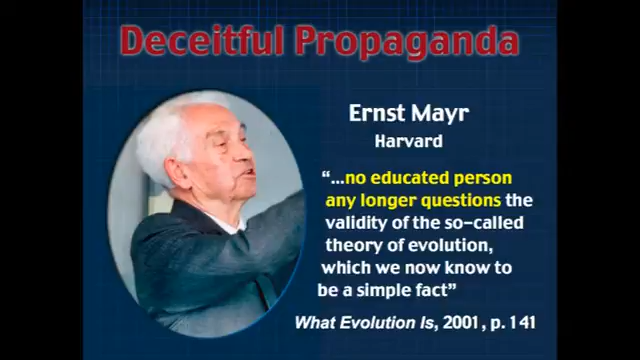 Deceitful Propaganda
Ernst Mayr
Harvard
“...no educated person
any longer questions the
validity of the so-called
theory of evolution,
which we now know to
be a simple fact”
What Evolution Is, 2001, p. 141